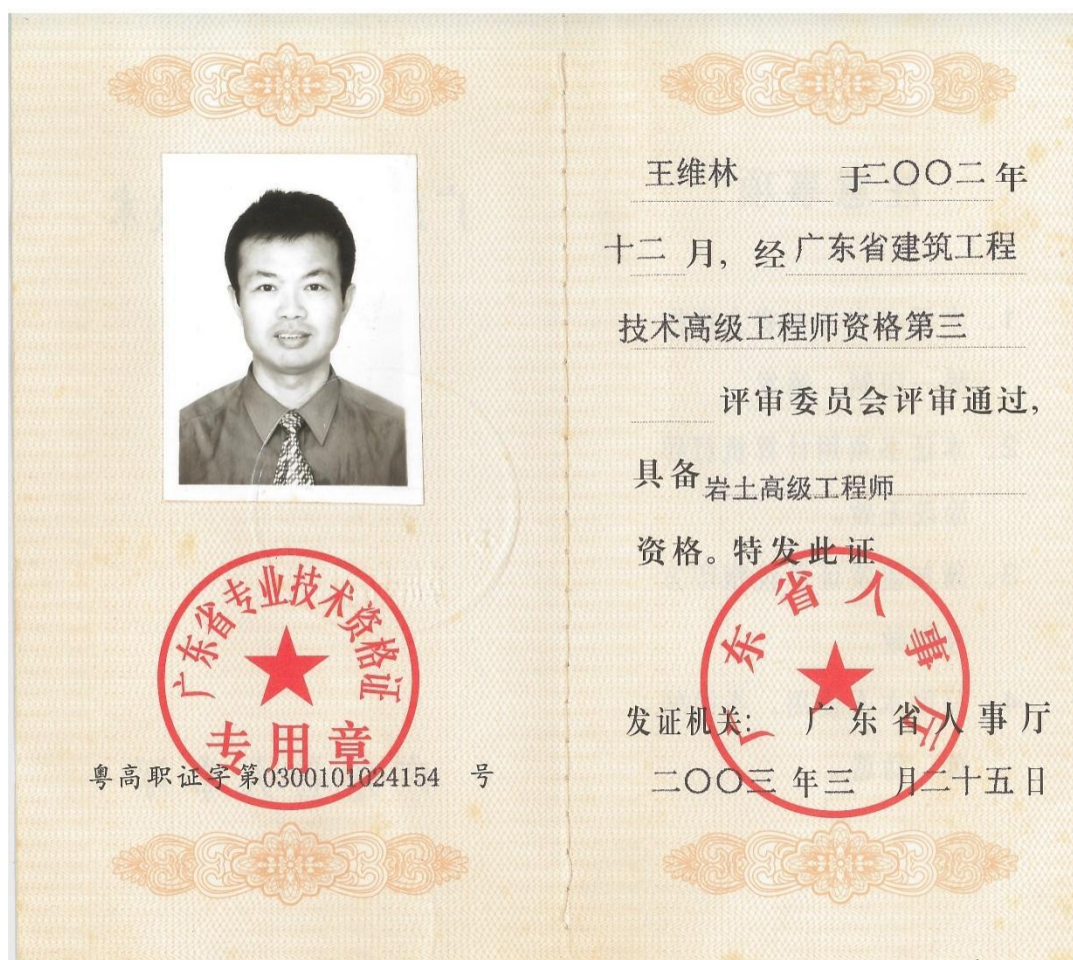 广东省专业技术资格证
专用章
粤高职证字第0300101024154 号
王维林 于二〇〇二年
十二月，经广东省建筑工程
技术高级工程师资格第三
评审委员会评审通过，
具备岩土高级工程师
资格。特发此证
广东省人事厅
发证机关： 广东省人事厅
二〇〇三年三 月二十五日